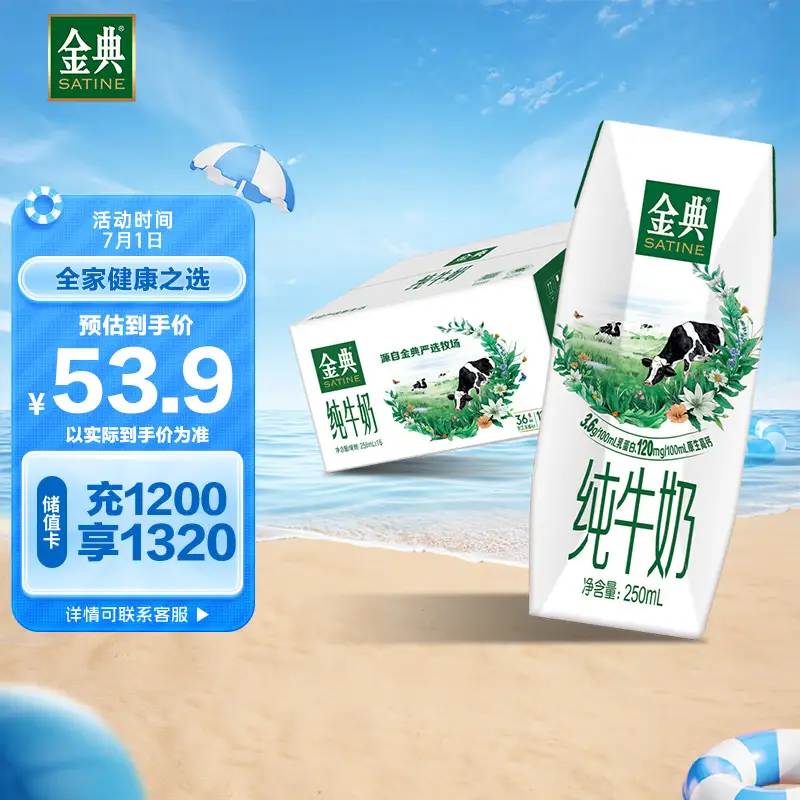 金典®
SATINE
活动时间
7月1日
全家健康之选
预估到手价
¥53.9
以实际到手价为准
储值卡
充1200
享1320
详情可联系客服 ▶
纯牛奶
金典
SATINE
源自金典严选牧场
纯牛奶
金典®
SATINE
3.6g/100mL乳蛋白 120mg/100mL原生高钙
纯牛奶
净含量：250mL